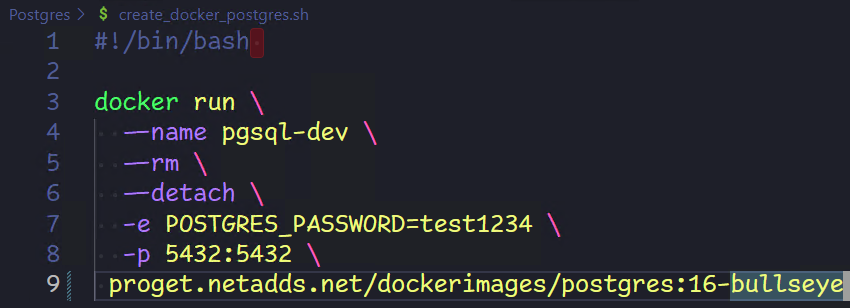 Postgres > $ create_docker_postgres.sh
1 #!/bin/bash
2
3 docker run \
4 --name pgsql-dev \
5 --rm \
6 --detach \
7 -e POSTGRES_PASSWORD=test1234 \
8 -p 5432:5432 \
9 proget.netadds.net/dockerimages/postgres:16-bullseye